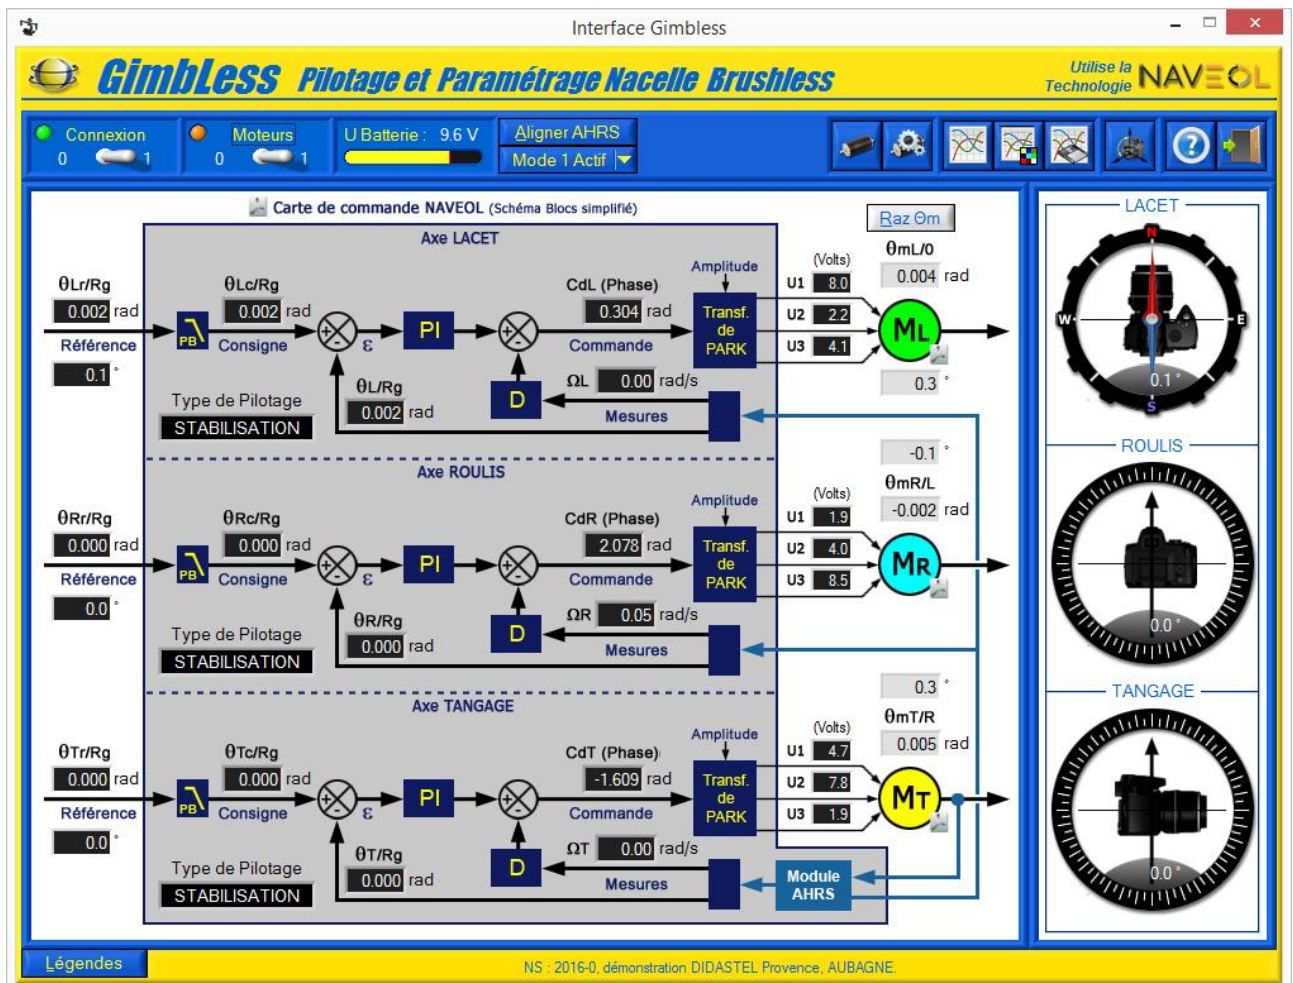 Interface Gimbless
GimbLess Pilotage et Paramétrage Nacelle Brushless
Utilise la
Technologie NAVEOL
Connexion
0 1
Moteurs
0 1
U Batterie : 9.6 V
Aligner AHRS
Mode 1 Actif
?
Carte de commande NAVEOL (Schéma Blocs simplifié)
Raz Θm
Axe LACET
θLr/Rg
0.002 rad
Référence
0.1 °
PB
θLc/Rg
0.002 rad
Consigne
ε
PI
CdL (Phase)
0.304 rad
Commande
Amplitude
Transf.
de
PARK
(Volts)
U1 8.0
U2 2.2
U3 4.1
θmL/0
0.004 rad
ML
0.3 °
Type de Pilotage
STABILISATION
θL/Rg
0.002 rad
D
ΩL 0.00 rad/s
Mesures
Axe ROULIS
θRr/Rg
0.000 rad
Référence
0.0 °
PB
θRc/Rg
0.000 rad
Consigne
ε
PI
CdR (Phase)
2.078 rad
Commande
Amplitude
Transf.
de
PARK
(Volts)
U1 1.9
U2 4.0
U3 8.5
-0.1 °
θmR/L
-0.002 rad
MR
Type de Pilotage
STABILISATION
θR/Rg
0.000 rad
D
ΩR 0.05 rad/s
Mesures
Axe TANGAGE
θTr/Rg
0.000 rad
Référence
0.0 °
PB
θTc/Rg
0.000 rad
Consigne
ε
PI
CdT (Phase)
-1.609 rad
Commande
Amplitude
Transf.
de
PARK
(Volts)
U1 4.7
U2 7.8
U3 1.9
0.3 °
θmT/R
0.005 rad
MT
Type de Pilotage
STABILISATION
θT/Rg
0.000 rad
D
ΩT 0.00 rad/s
Mesures
Module
AHRS
LACET
N
W E
0.1 °
S
ROULIS
0.0 °
TANGAGE
0.0 °
Légendes
NS : 2016-0, démonstration DIDASTEL Provence, AUBAGNE.